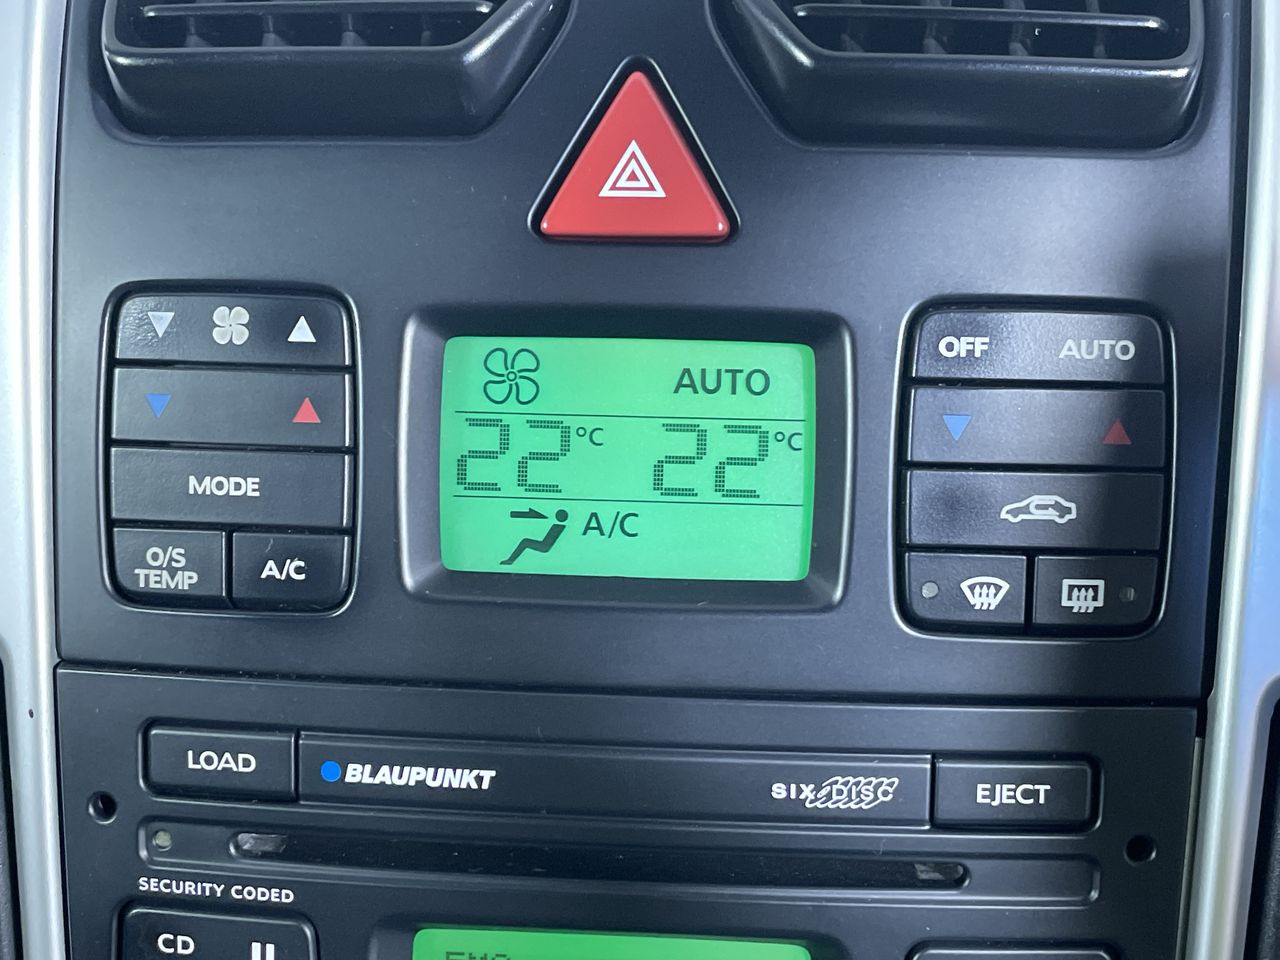 OFF AUTO
AUTO
22°C 22°C
A/C
MODE
O/S
TEMP
A/C
LOAD
BLAUPUNKT
SIX DISC
EJECT
SECURITY CODED
CD